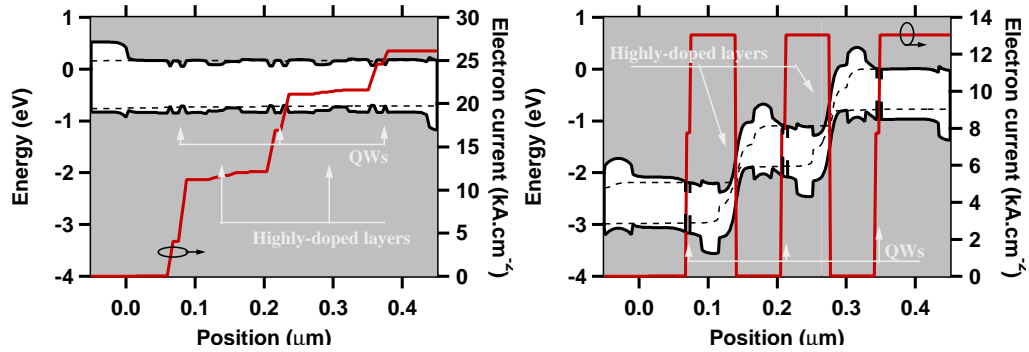 1
0
-1
-2
-3
-4
Energy (eV)
30
25
20
15
10
5
0
Electron current (kA.cm-2)
QWs
Highly-doped layers
0.0 0.1 0.2 0.3 0.4
Position (μm)
1
0
-1
-2
-3
-4
Energy (eV)
14
12
10
8
6
4
2
0
Electron current (kA.cm-2)
Highly-doped layers
QWs
0.0 0.1 0.2 0.3 0.4
Position (μm)